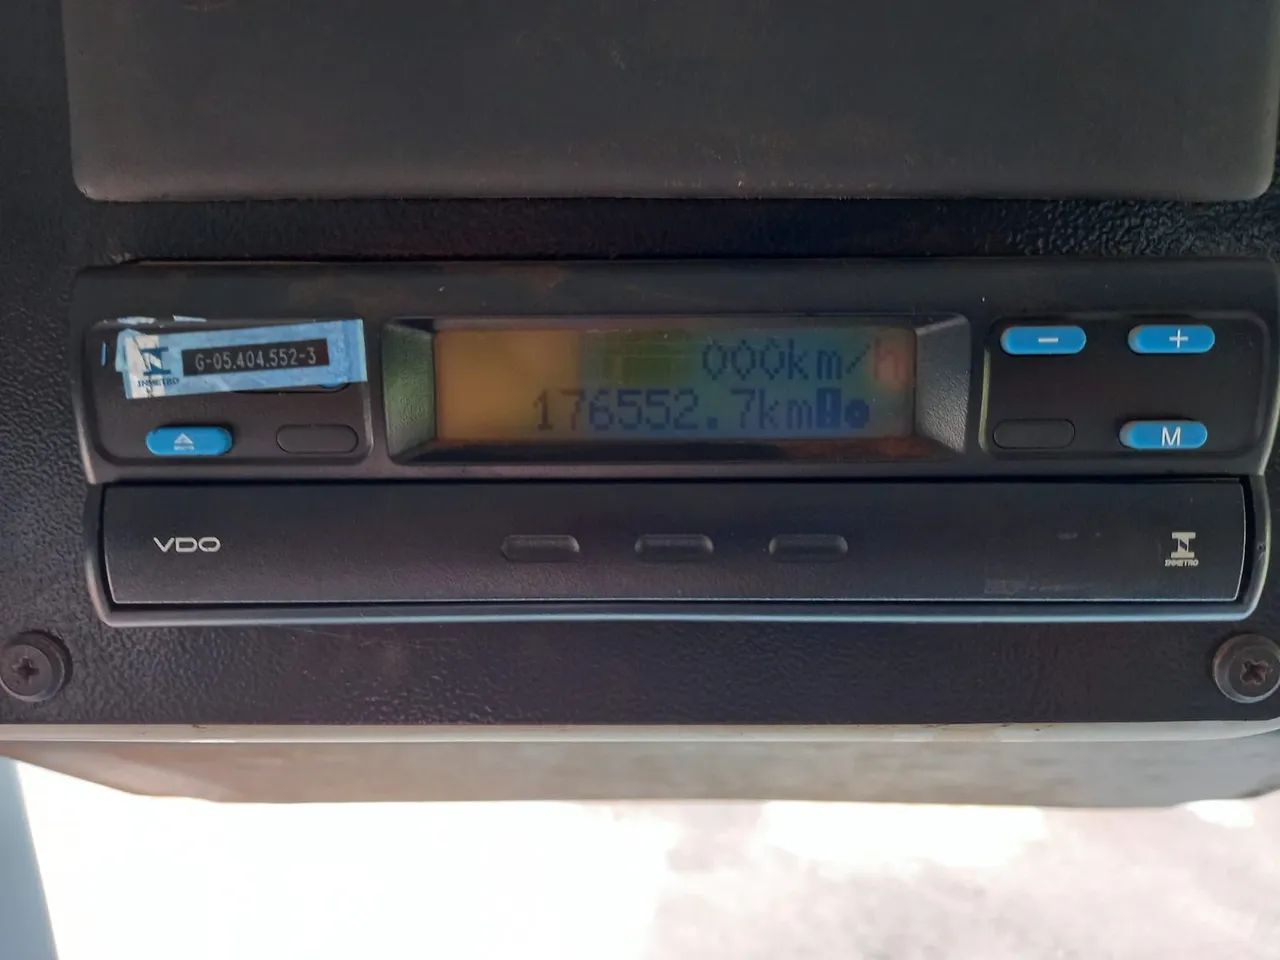 G-05.404.552-3
INMETRO
000km/h
176552.7km
−
+
M
VDO
INMETRO